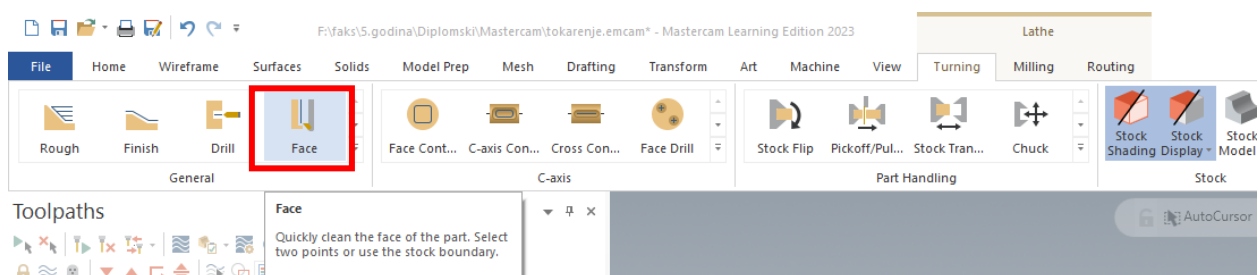 F:\faks\5.godina\Diplomski\Mastercam\tokarenje.emcam* - Mastercam Learning Edition 2023
Lathe
File Home Wireframe Surfaces Solids Model Prep Mesh Drafting Transform Art Machine View Turning Milling Routing
Rough Finish Drill Face Face Cont... C-axis Con... Cross Con... Face Drill Stock Flip Pickoff/Pul... Stock Tran... Chuck
Stock Stock Stock
Shading Display Model
General C-axis Part Handling Stock
Toolpaths
Face
Quickly clean the face of the part. Select
two points or use the stock boundary.
AutoCursor